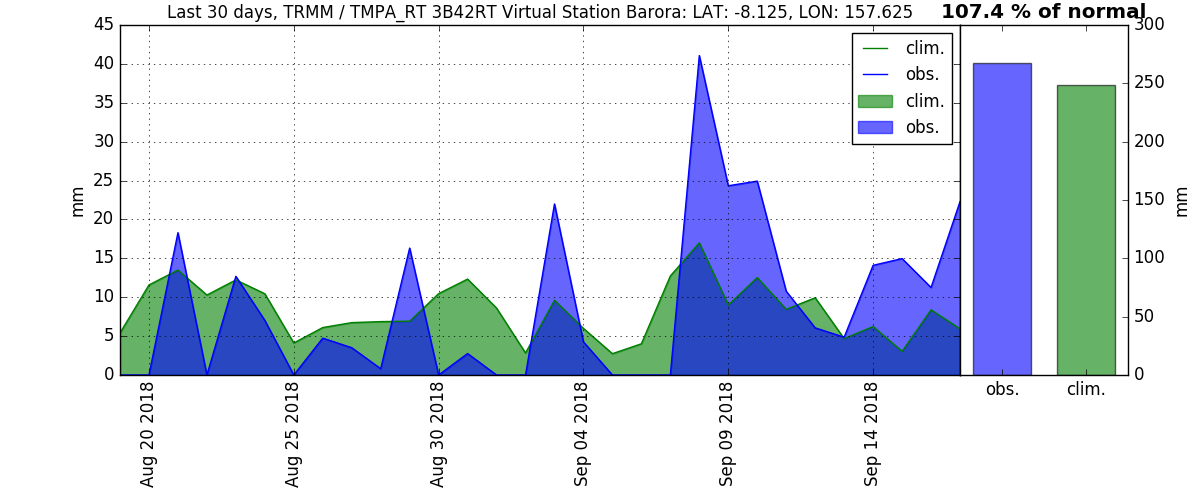 Last 30 days, TRMM / TMPA_RT 3B42RT Virtual Station Barora: LAT: -8.125, LON: 157.625
107.4 % of normal
45
40
35
30
25
20
15
10
5
0
mm
clim.
obs.
clim.
obs.
300
250
200
150
100
50
0
mm
obs.
clim.
Aug 20 2018
Aug 25 2018
Aug 30 2018
Sep 04 2018
Sep 09 2018
Sep 14 2018